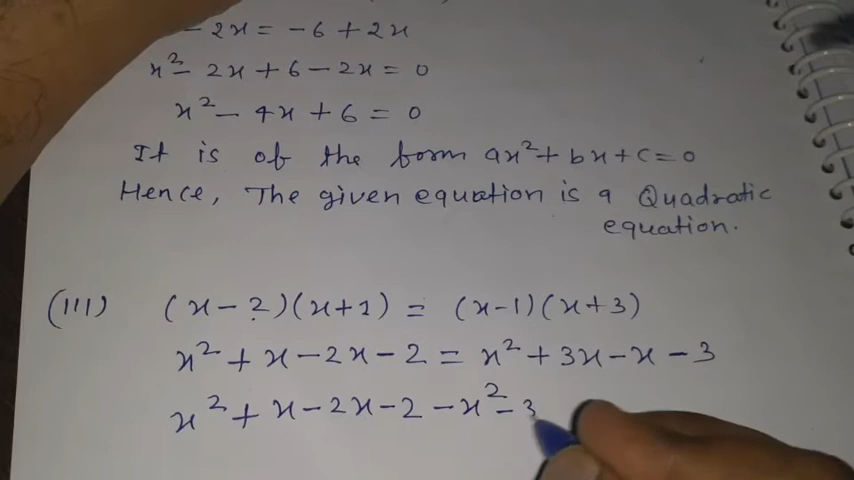 - 2x = -6 + 2x
x² - 2x + 6 - 2x = 0
x² - 4x + 6 = 0
It is of the form ax² + bx + c = 0
Hence, The given equation is a Quadratic
equation.
(III) (x - 2)(x + 1) = (x - 1)(x + 3)
x² + x - 2x - 2 = x² + 3x - x - 3
x² + x - 2x - 2 - x² - 3